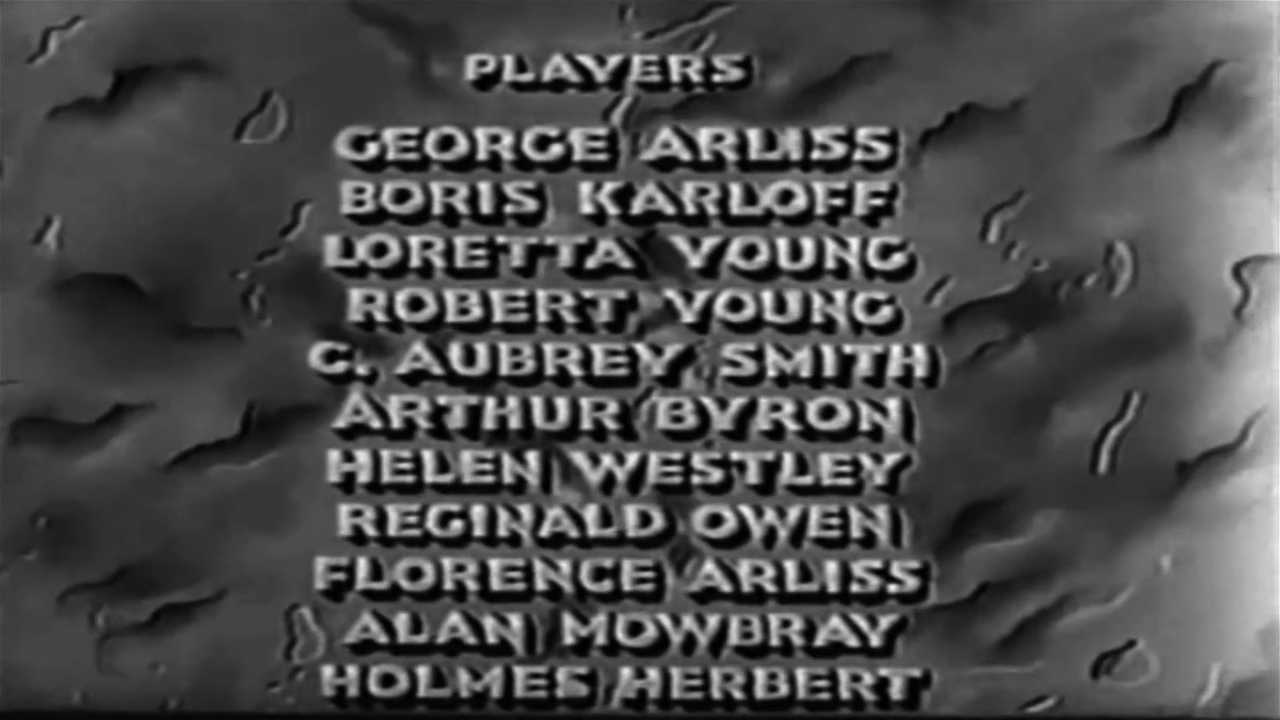 PLAYERS
GEORGE ARLISS
BORIS KARLOFF
LORETTA YOUNG
ROBERT YOUNG
C. AUBREY SMITH
ARTHUR BYRON
HELEN WESTLEY
REGINALD OWEN
FLORENCE ARLISS
ALAN MOWBRAY
HOLMES HERBERT